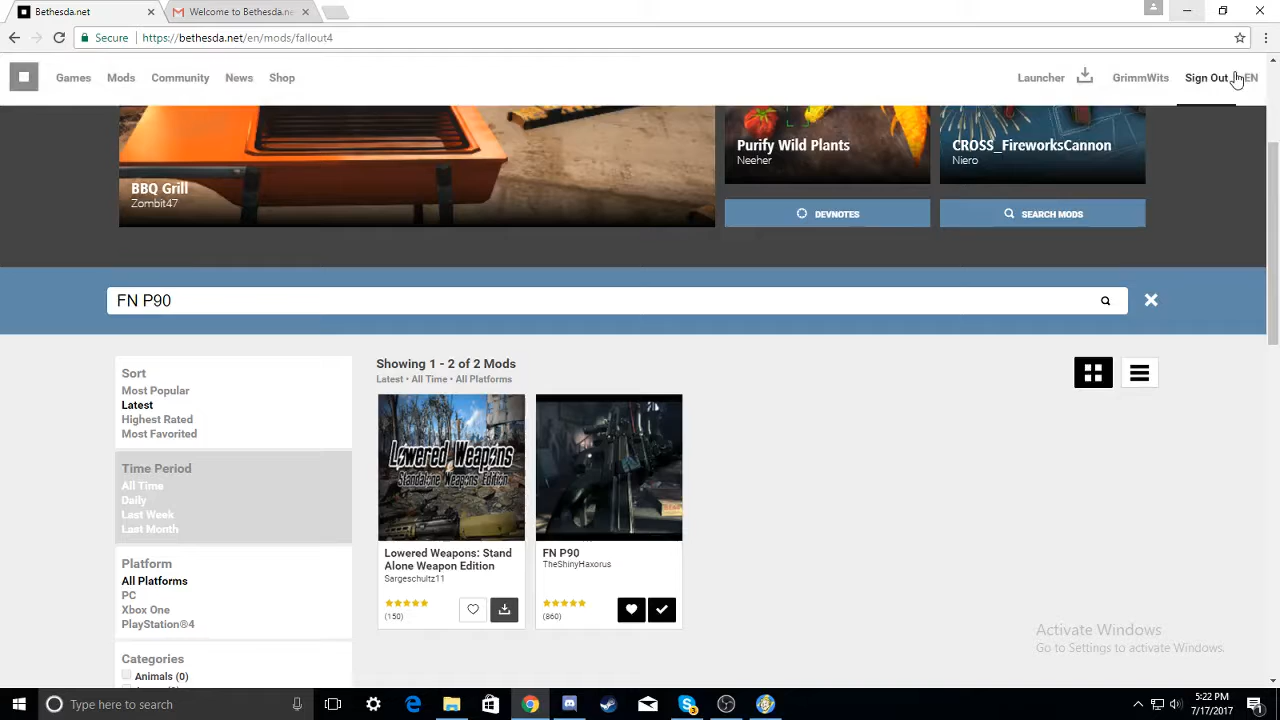 Bethesda.net
Welcome to Bethesda.ne
Secure
https://bethesda.net/en/mods/fallout4
Games
Mods
Community
News
Shop
Launcher
GrimmWits
Sign Out
EN
BBQ Grill
Zombit47
Purify Wild Plants
Neeher
CROSS_FireworksCannon
Niero
DEVNOTES
SEARCH MODS
FN P90
Sort
Most Popular
Latest
Highest Rated
Most Favorited
Time Period
All Time
Daily
Last Week
Last Month
Platform
All Platforms
PC
Xbox One
PlayStation®4
Categories
Animals (0)
Showing 1 - 2 of 2 Mods
Latest • All Time • All Platforms
Lowered Weapons
Standalone Weapons Edition
Lowered Weapons: Stand
Alone Weapon Edition
Sargeschultz11
(150)
FN P90
TheShinyHaxorus
(860)
Activate Windows
Go to Settings to activate Windows.
Type here to search
3
5:22 PM
7/17/2017